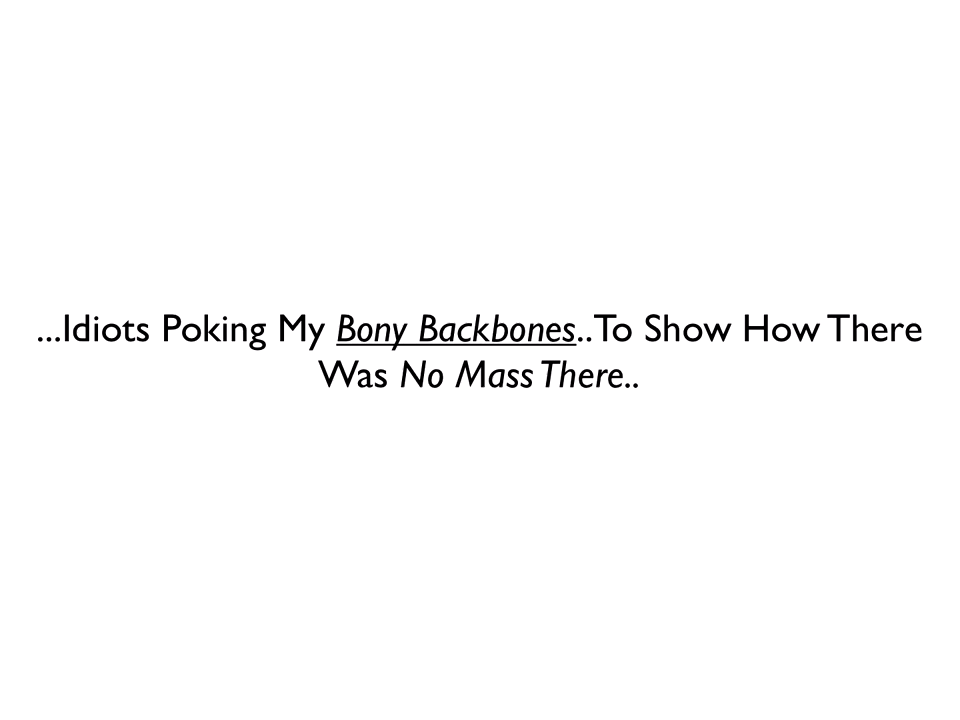 ...Idiots Poking My Bony Backbones.. To Show How There
Was No Mass There..